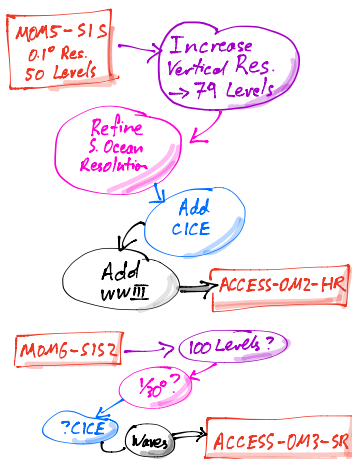 MOM5-SIS
0.1° Res.
50 Levels
Increase
Vertical Res.
→ 79 Levels
Refine
S. Ocean
Resolution
Add
CICE
Add
WWIII
ACCESS-OM2-HR
MOM6-SIS2
100 Levels?
1/30°?
?CICE
Waves
ACCESS-OM3-SR